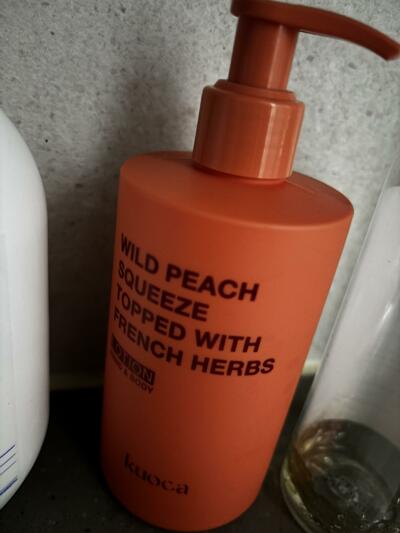 WILD PEACH
SQUEEZE
TOPPED WITH
FRENCH HERBS
LOTION
HAND & BODY
kuoca